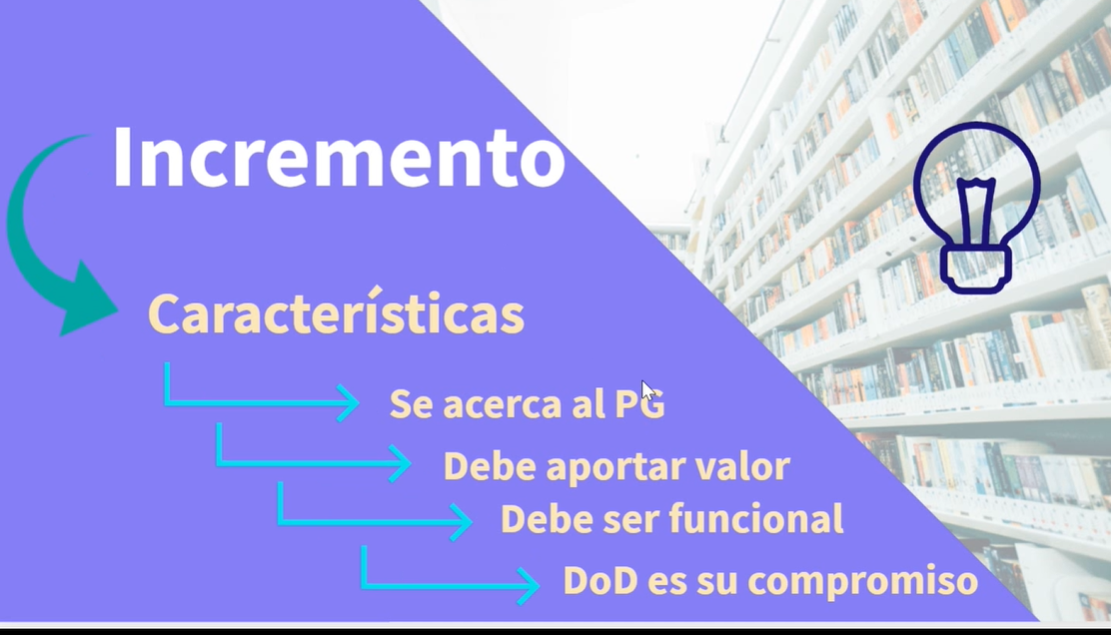 Incremento
Características
Se acerca al PG
Debe aportar valor
Debe ser funcional
DoD es su compromiso